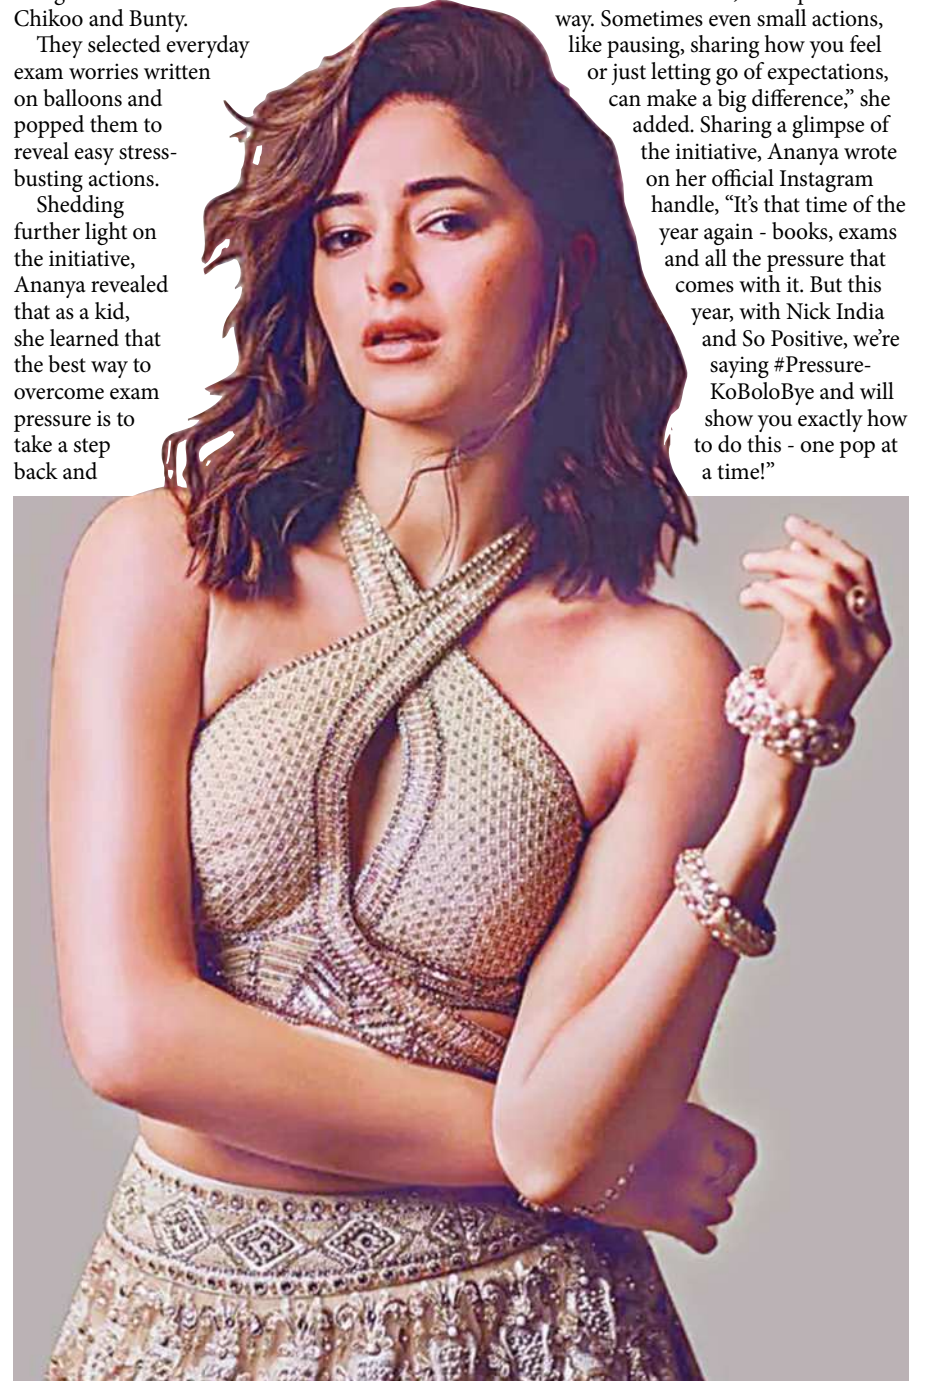 Chikoo and Bunty.
They selected everyday
exam worries written
on balloons and
popped them to
reveal easy stress-
busting actions.
Shedding
further light on
the initiative,
Ananya revealed
that as a kid,
she learned that
the best way to
overcome exam
pressure is to
take a step
back and
way. Sometimes even small actions,
like pausing, sharing how you feel
or just letting go of expectations,
can make a big difference,” she
added. Sharing a glimpse of
the initiative, Ananya wrote
on her official Instagram
handle, “It’s that time of the
year again - books, exams
and all the pressure that
comes with it. But this
year, with Nick India
and So Positive, we’re
saying #Pressure-
KoBoloBye and will
show you exactly how
to do this - one pop at
a time!”